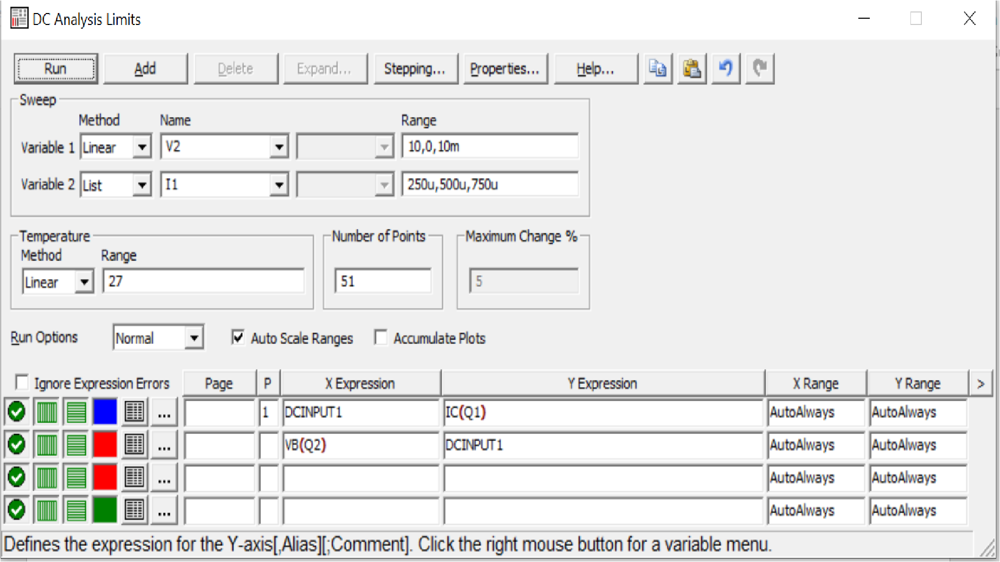 DC Analysis Limits
Run Add Delete Expand... Stepping... Properties... Help...
Sweep
Method Name Range
Variable 1 Linear V2 10,0,10m
Variable 2 List I1 250u,500u,750u
Temperature Number of Points Maximum Change %
Method Range
Linear 27 51 5
Run Options Normal Auto Scale Ranges Accumulate Plots
Ignore Expression Errors Page P X Expression Y Expression X Range Y Range >
... 1 DCINPUT1 IC(Q1) AutoAlways AutoAlways
... VB(Q2) DCINPUT1 AutoAlways AutoAlways
... AutoAlways AutoAlways
... AutoAlways AutoAlways
Defines the expression for the Y-axis[,Alias][;Comment]. Click the right mouse button for a variable menu.